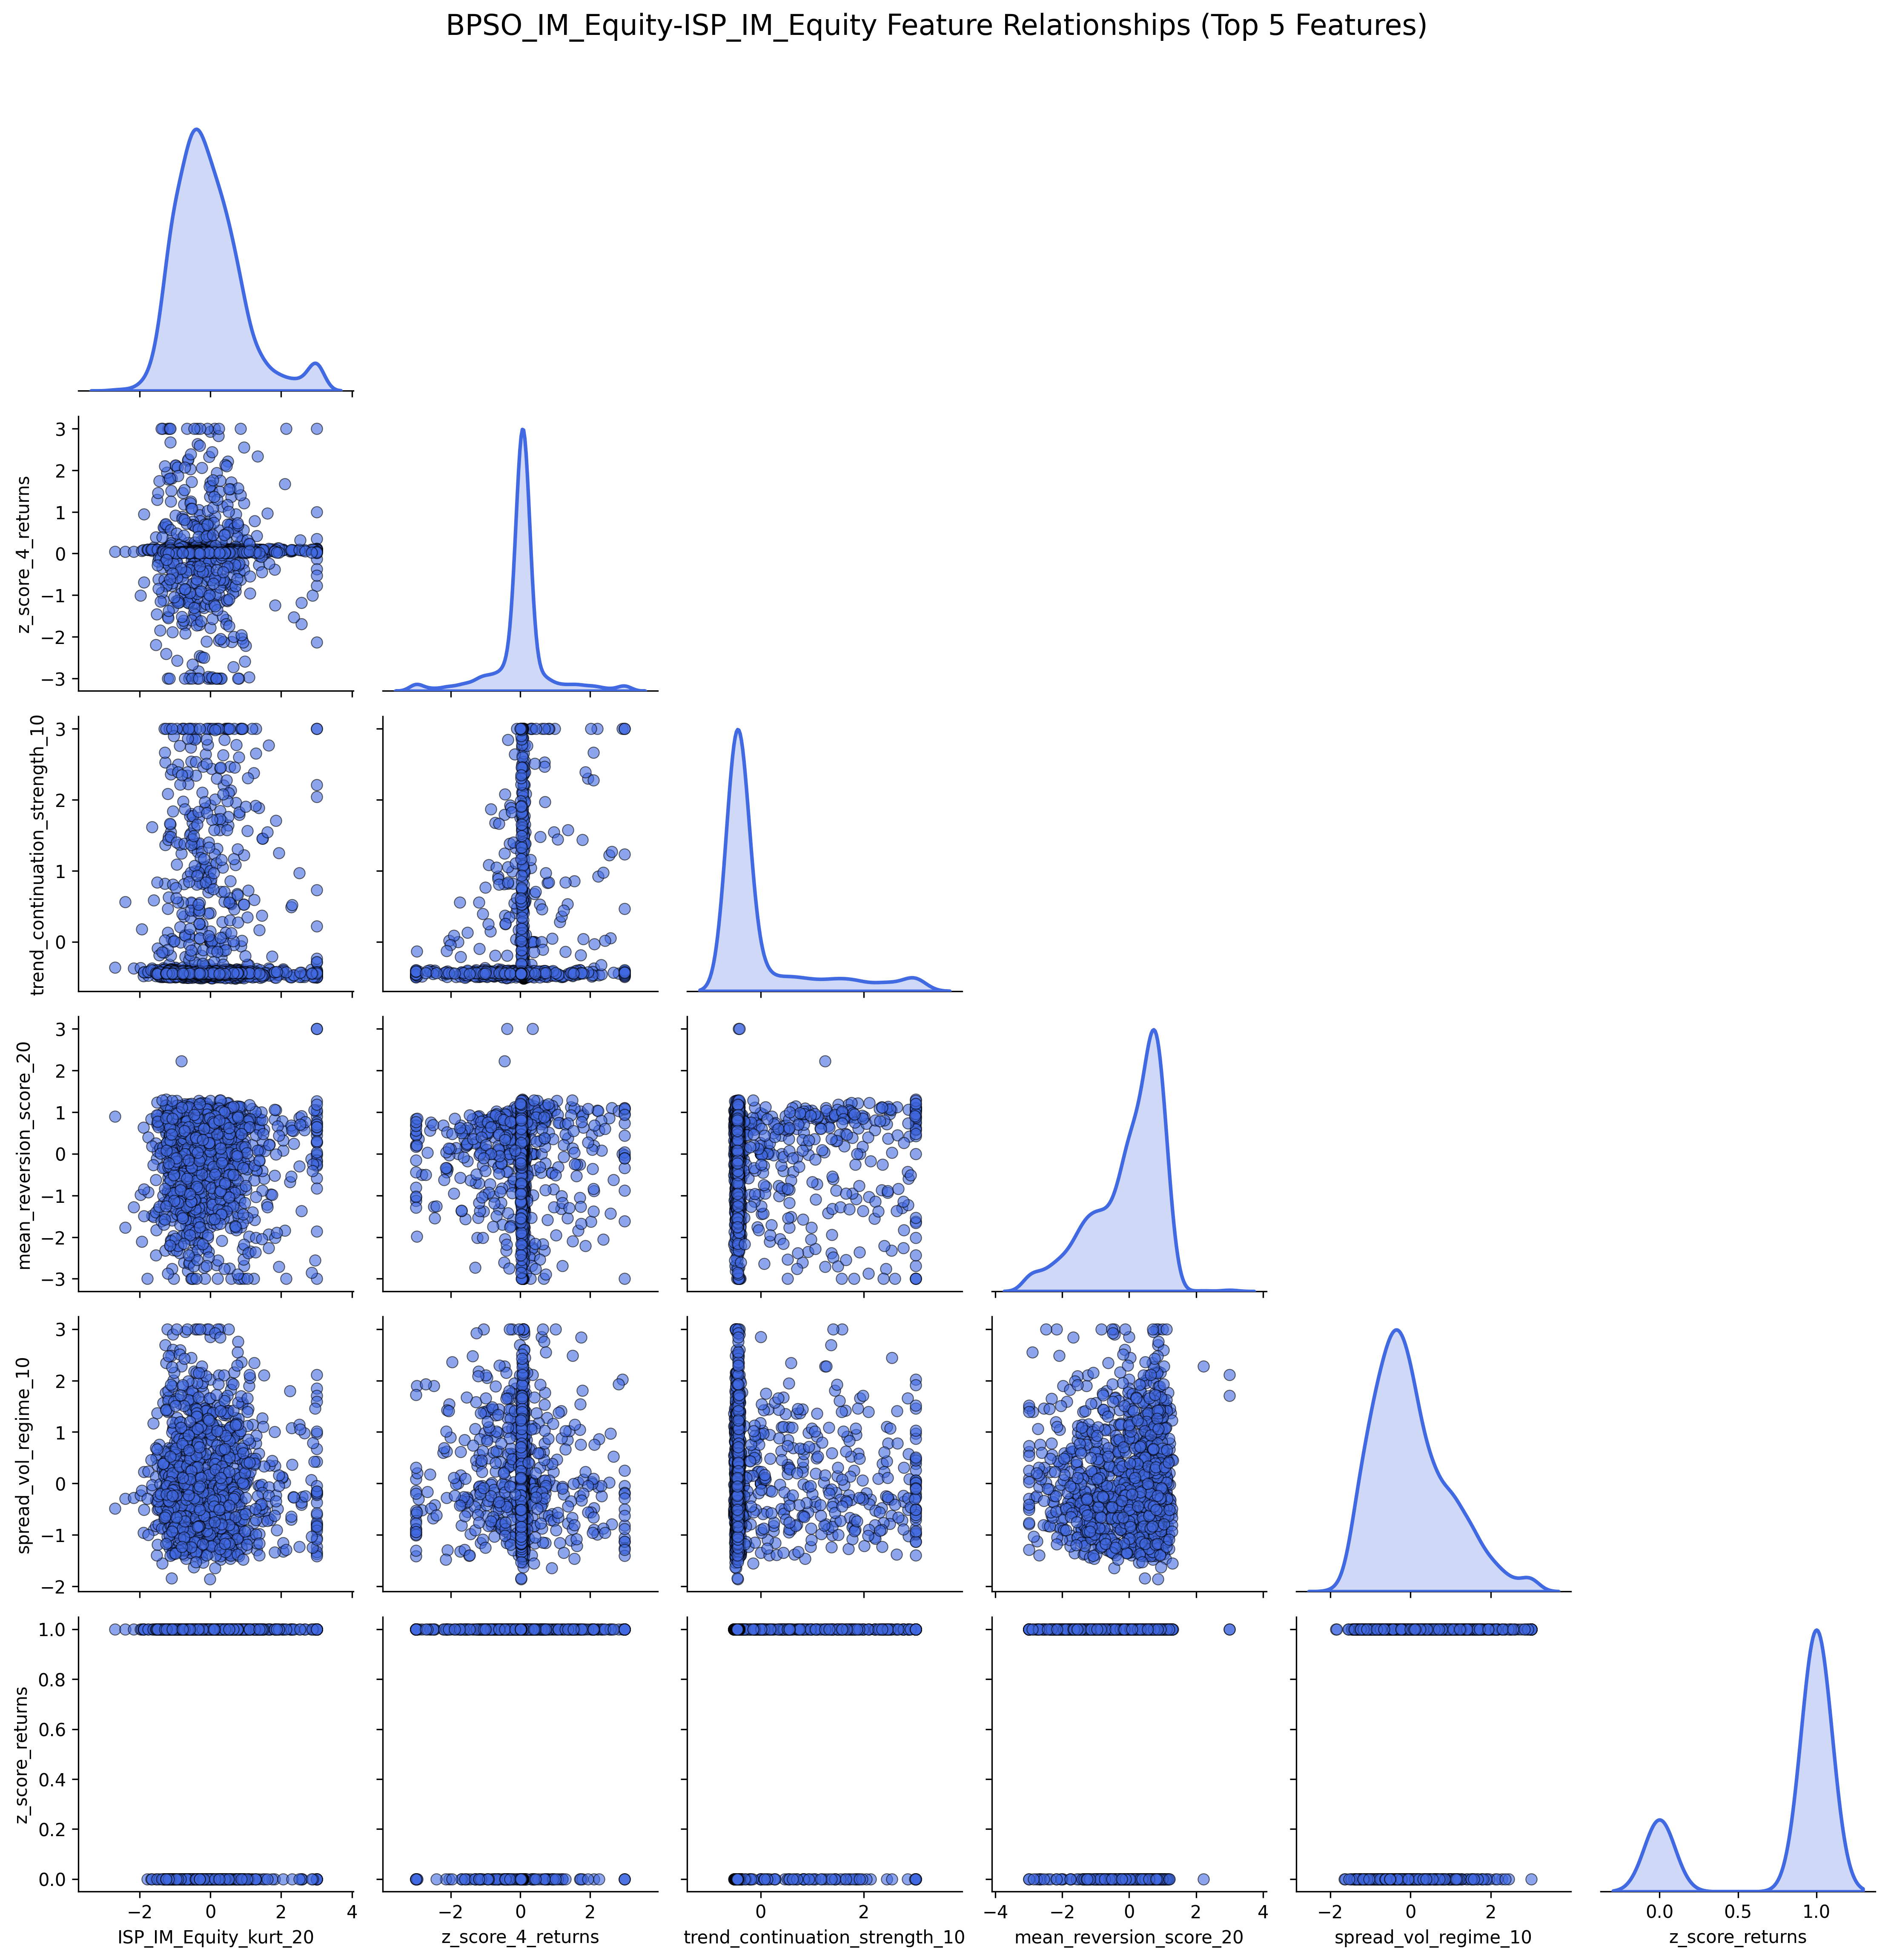 BPSO_IM_Equity-ISP_IM_Equity Feature Relationships (Top 5 Features)
z_score_4_returns
3
2
1
0
−1
−2
−3
trend_continuation_strength_10
3
2
1
0
mean_reversion_score_20
3
2
1
0
−1
−2
−3
spread_vol_regime_10
3
2
1
0
−1
−2
z_score_returns
1.0
0.8
0.6
0.4
0.2
0.0
−2 0 2 4
−2 0 2
0 2
−4 −2 0 2 4
−2 0 2
0.0 0.5 1.0
ISP_IM_Equity_kurt_20
z_score_4_returns
trend_continuation_strength_10
mean_reversion_score_20
spread_vol_regime_10
z_score_returns